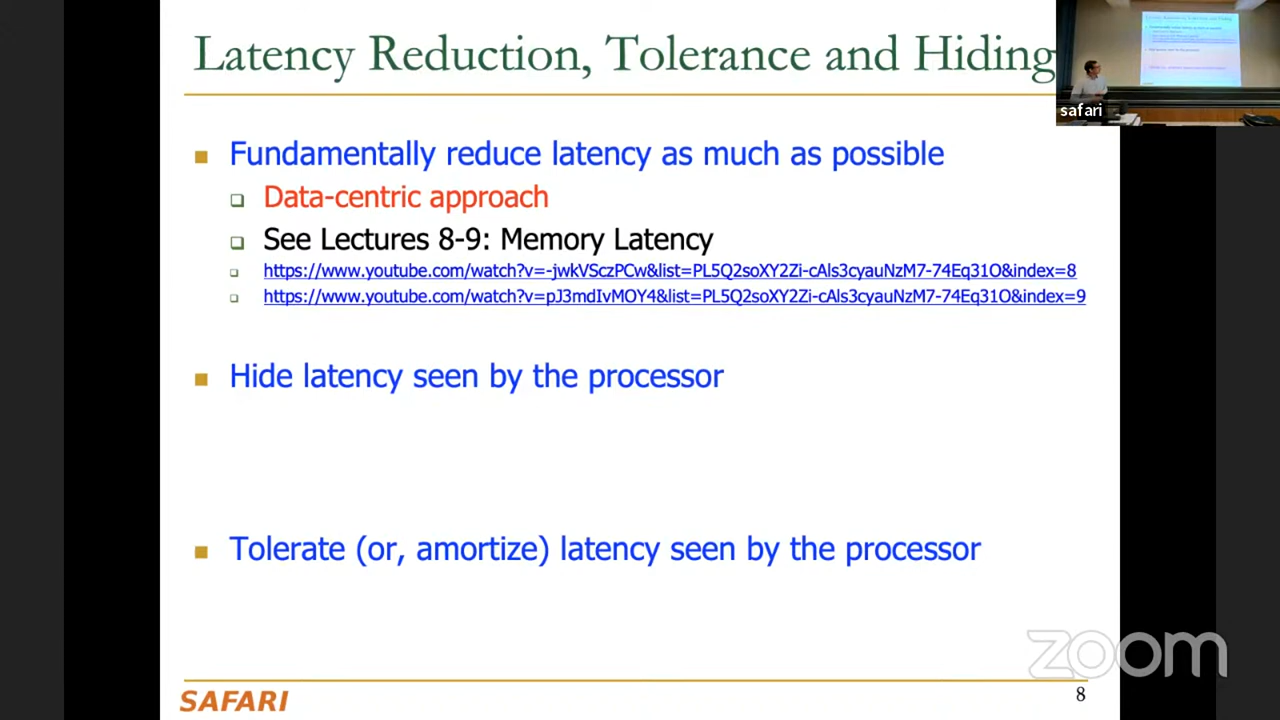 Latency Reduction, Tolerance and Hiding
safari
Fundamentally reduce latency as much as possible
Data-centric approach
See Lectures 8-9: Memory Latency
https://www.youtube.com/watch?v=-jwkVSczPCw&list=PL5Q2soXY2Zi-cAls3cyauNzM7-74Eq31O&index=8
https://www.youtube.com/watch?v=pJ3mdIvMOY4&list=PL5Q2soXY2Zi-cAls3cyauNzM7-74Eq31O&index=9
Hide latency seen by the processor
Tolerate (or, amortize) latency seen by the processor
zoom
SAFARI
8